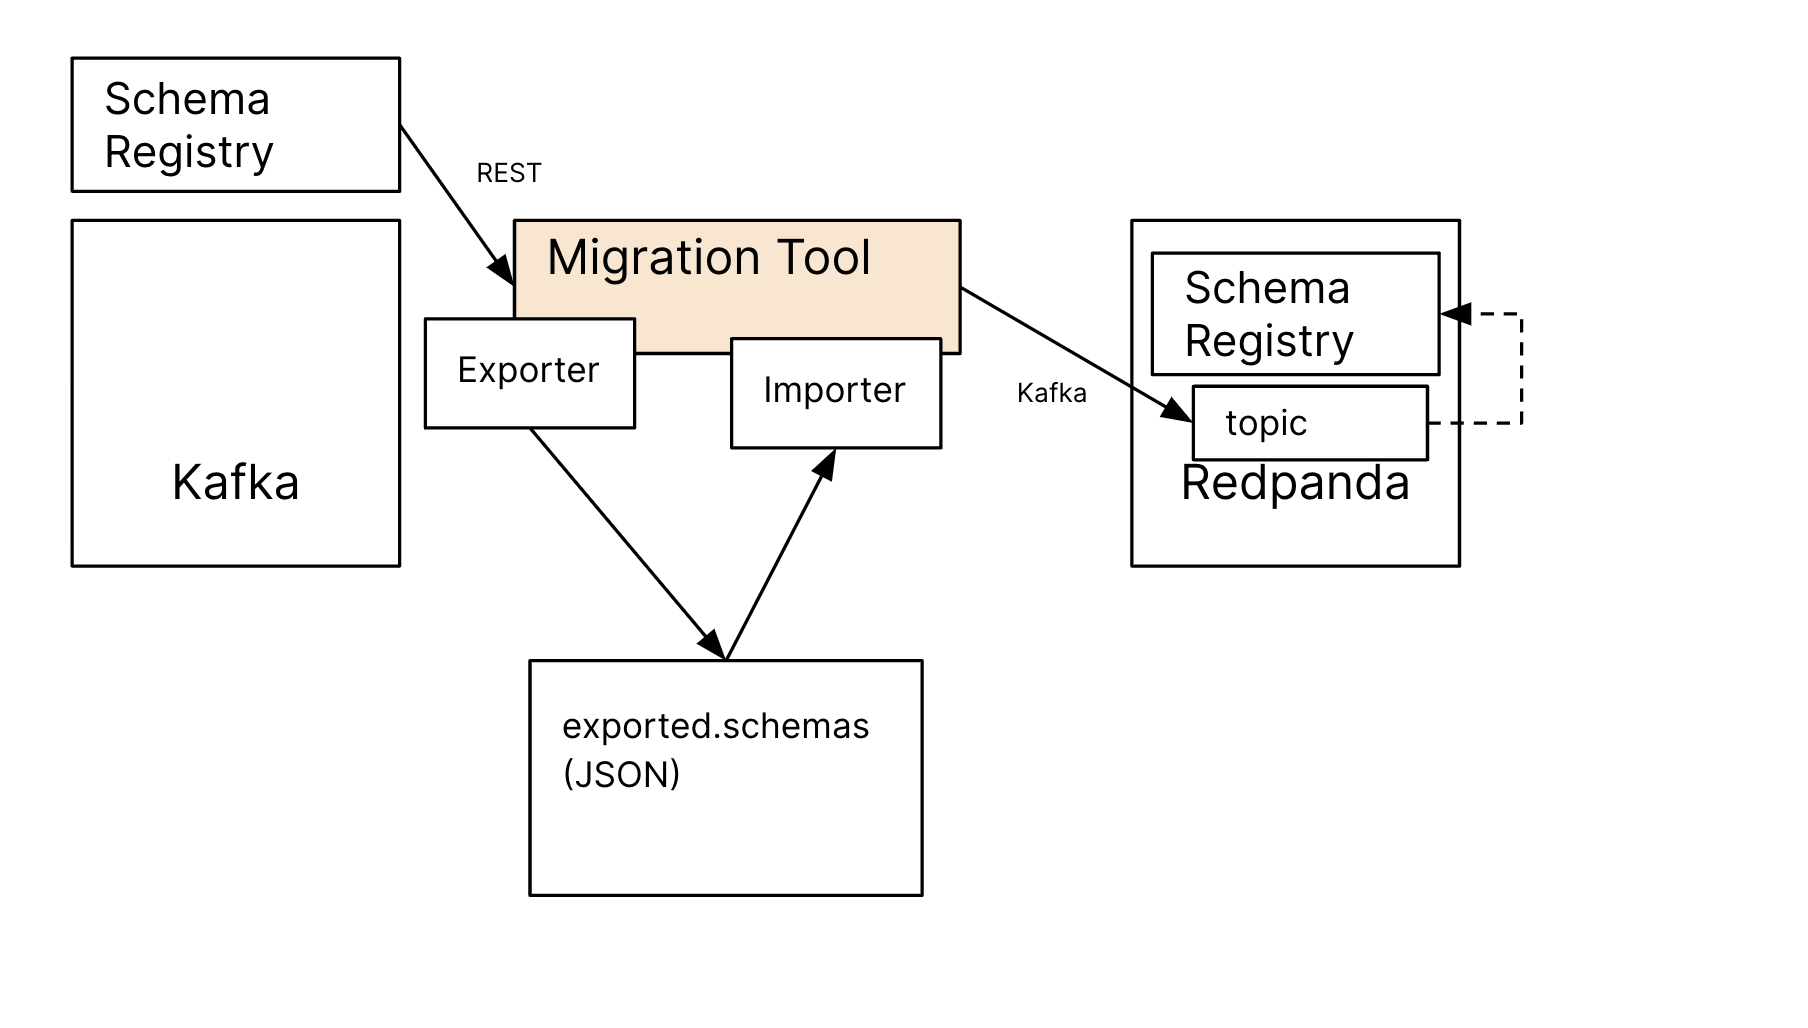 Schema
Registry
REST
Migration Tool
Schema
Registry
Exporter
Importer
Kafka
topic
Kafka
Redpanda
exported.schemas
(JSON)